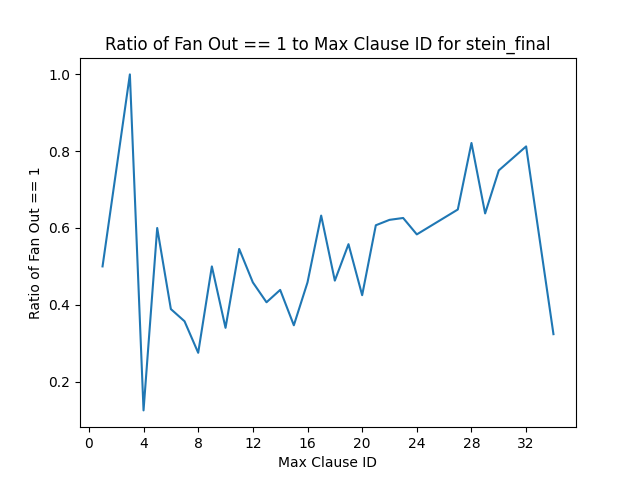 Ratio of Fan Out == 1 to Max Clause ID for stein_final
Ratio of Fan Out == 1
1.0
0.8
0.6
0.4
0.2
0 4 8 12 16 20 24 28 32
Max Clause ID